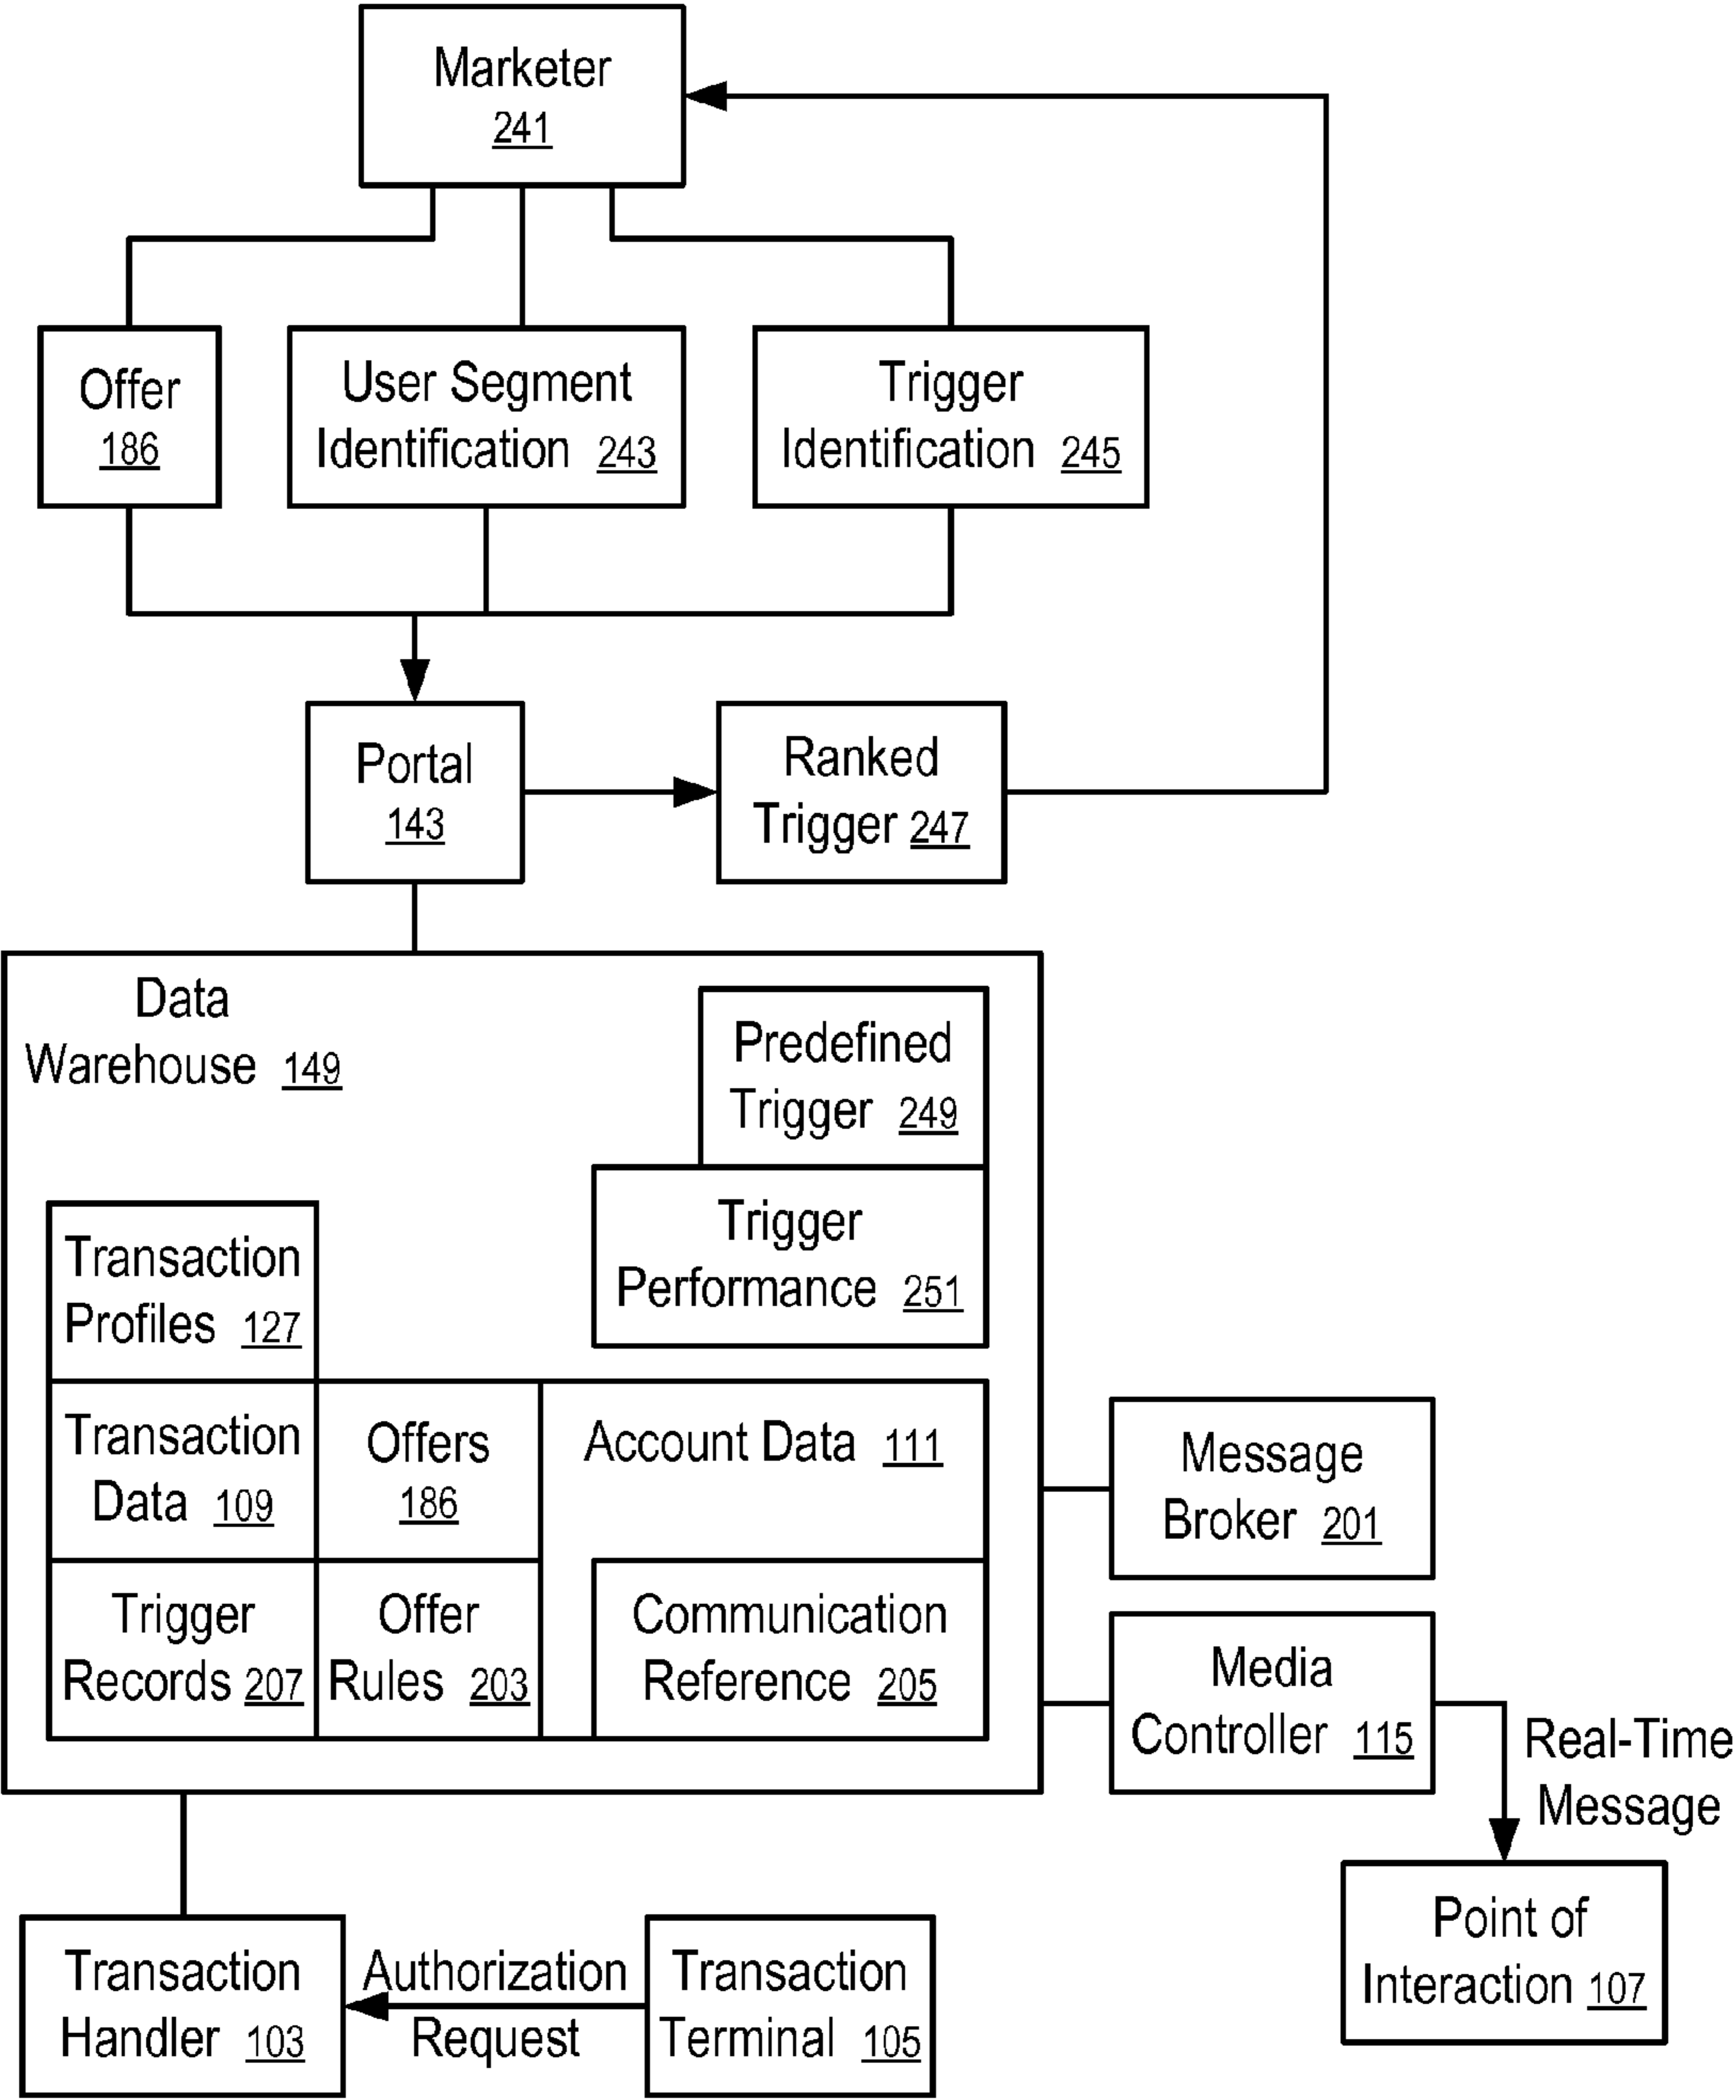 Marketer
241
Offer
186
User Segment
Identification 243
Trigger
Identification 245
Portal
143
Ranked
Trigger 247
Data
Warehouse 149
Predefined
Trigger 249
Trigger
Performance 251
Transaction
Profiles 127
Transaction
Data 109
Offers
186
Account Data 111
Trigger
Records 207
Offer
Rules 203
Communication
Reference 205
Message
Broker 201
Media
Controller 115
Real-Time
Message
Point of
Interaction 107
Transaction
Handler 103
Authorization
Request
Transaction
Terminal 105